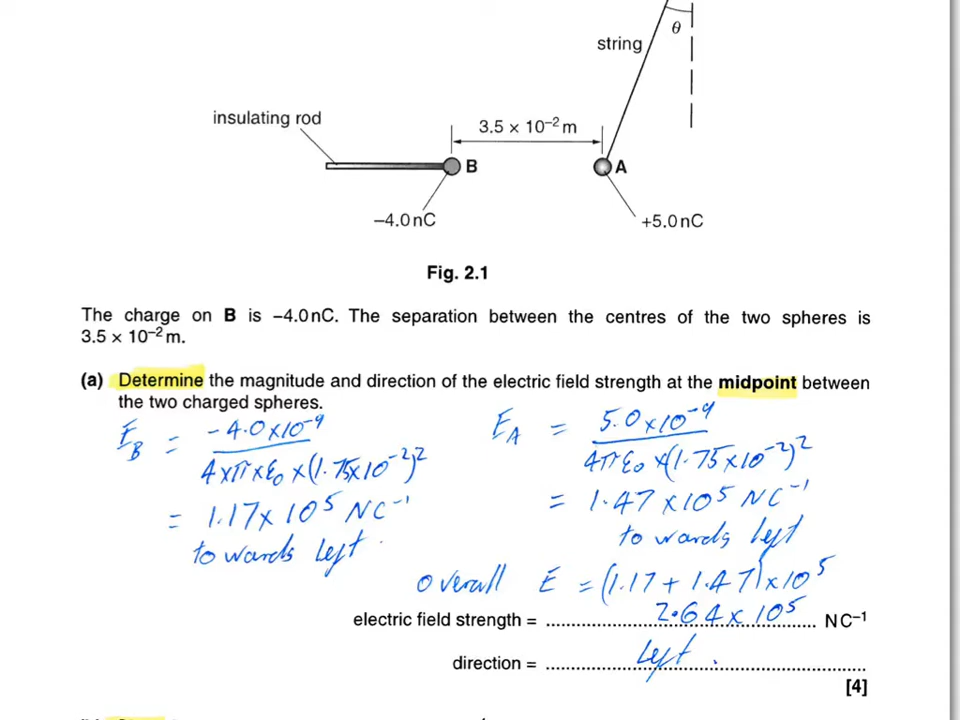 θ
string
insulating rod
3.5 × 10⁻² m
B
A
−4.0 nC
+5.0 nC
Fig. 2.1
The charge on B is −4.0 nC. The separation between the centres of the two spheres is
3.5 × 10⁻² m.
(a) Determine the magnitude and direction of the electric field strength at the midpoint between
the two charged spheres.
E_B = -4.0×10⁻⁹ / 4×π×ε₀×(1.75×10⁻²)²
= 1.17× 10⁵ NC⁻¹
towards left.
E_A = 5.0×10⁻⁹ / 4π ε₀ ×(1.75×10⁻²)²
= 1.47 ×10⁵ NC⁻¹
towards left
overall E = (1.17 + 1.47)×10⁵
electric field strength = 2.64 × 10⁵ NC⁻¹
direction = left.
[4]